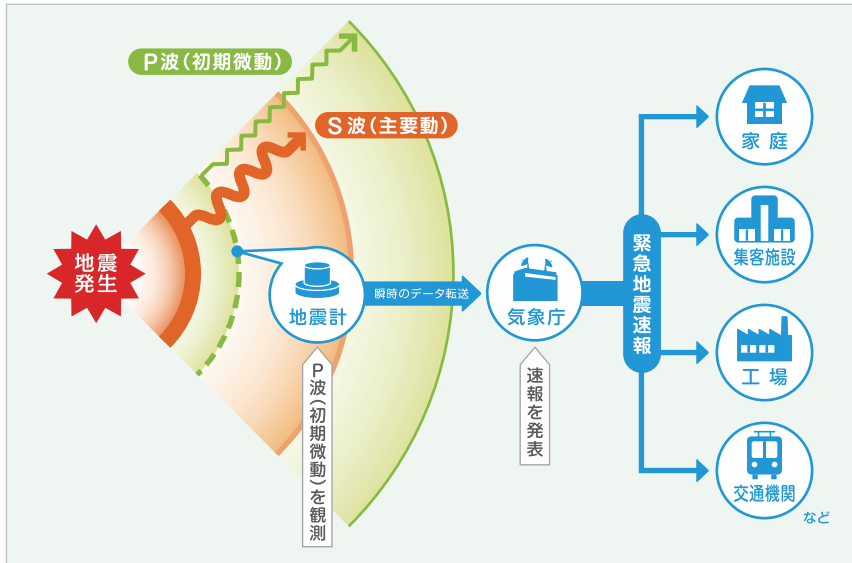 P波(初期微動)
S波(主要動)
地震
発生
地震計
P波(初期微動)を観測
瞬時のデータ転送
気象庁
速報を発表
緊急地震速報
家庭
集客施設
工場
交通機関
など